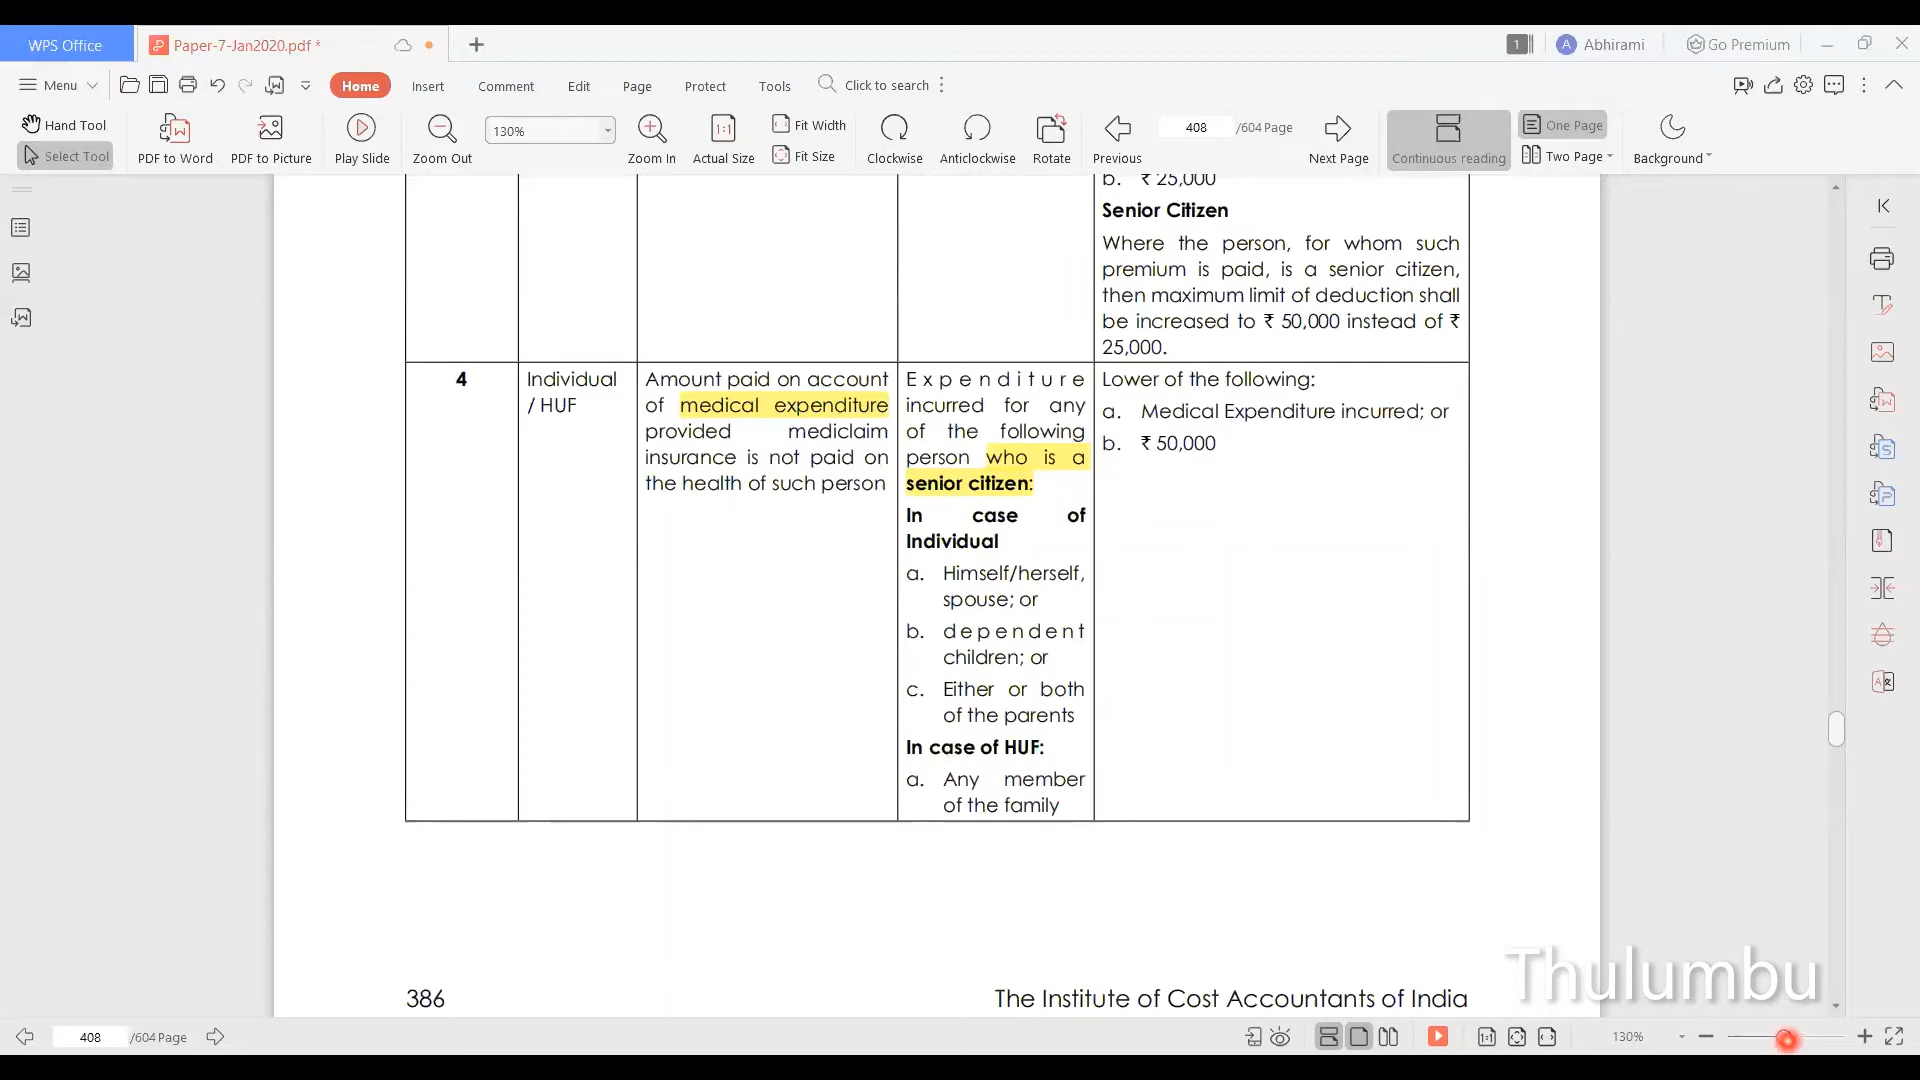 WPS Office
Paper-7-Jan2020.pdf *
1
A Abhirami
Go Premium
Menu
Home
Insert
Comment
Edit
Page
Protect
Tools
Click to search
Hand Tool
Select Tool
PDF to Word
PDF to Picture
Play Slide
Zoom Out
130%
Zoom In
1:1
Actual Size
Fit Width
Fit Size
Clockwise
Anticlockwise
Rotate
Previous
408 /604 Page
Next Page
Continuous reading
One Page
Two Page
Background
b. ₹ 25,000
Senior Citizen
Where the person, for whom such
premium is paid, is a senior citizen,
then maximum limit of deduction shall
be increased to ₹ 50,000 instead of ₹
25,000.
4
Individual
/ HUF
Amount paid on account
of medical expenditure
provided mediclaim
insurance is not paid on
the health of such person
Expenditure
incurred for any
of the following
person who is a
senior citizen:
In case of
Individual
a. Himself/herself,
spouse; or
b. dependent
children; or
c. Either or both
of the parents
In case of HUF:
a. Any member
of the family
Lower of the following:
a. Medical Expenditure incurred; or
b. ₹ 50,000
386
The Institute of Cost Accountants of India
Thulumbu
408 /604 Page
1:1
130%